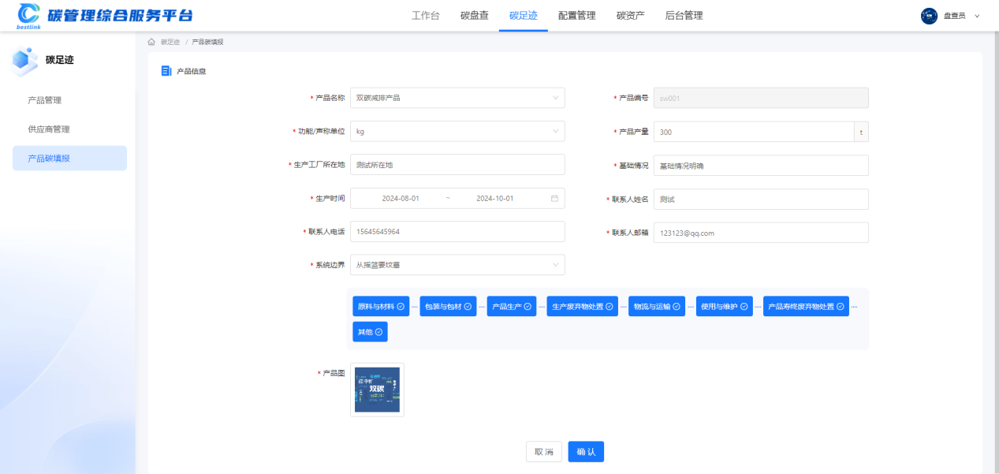 碳管理综合服务平台
bestlink
工作台 碳盘查 碳足迹 配置管理 碳资产 后台管理
盘查员
碳足迹
产品管理
供应商管理
产品碳填报
碳足迹 / 产品碳填报
产品信息
* 产品名称 双碳减排产品
* 产品编号 sw001
* 功能/声称单位 kg
* 产品产量 300 t
* 生产工厂所在地 测试所在地
* 基础情况 基础情况明确
* 生产时间 2024-08-01 ~ 2024-10-01
* 联系人姓名 测试
* 联系人电话 15645645964
* 联系人邮箱 123123@qq.com
* 系统边界 从摇篮要坟墓
原料与材料 包装与包材 产品生产 生产废弃物处置 物流与运输 使用与维护 产品寿终废弃物处置
其他
* 产品图
双碳
取 消 确 认